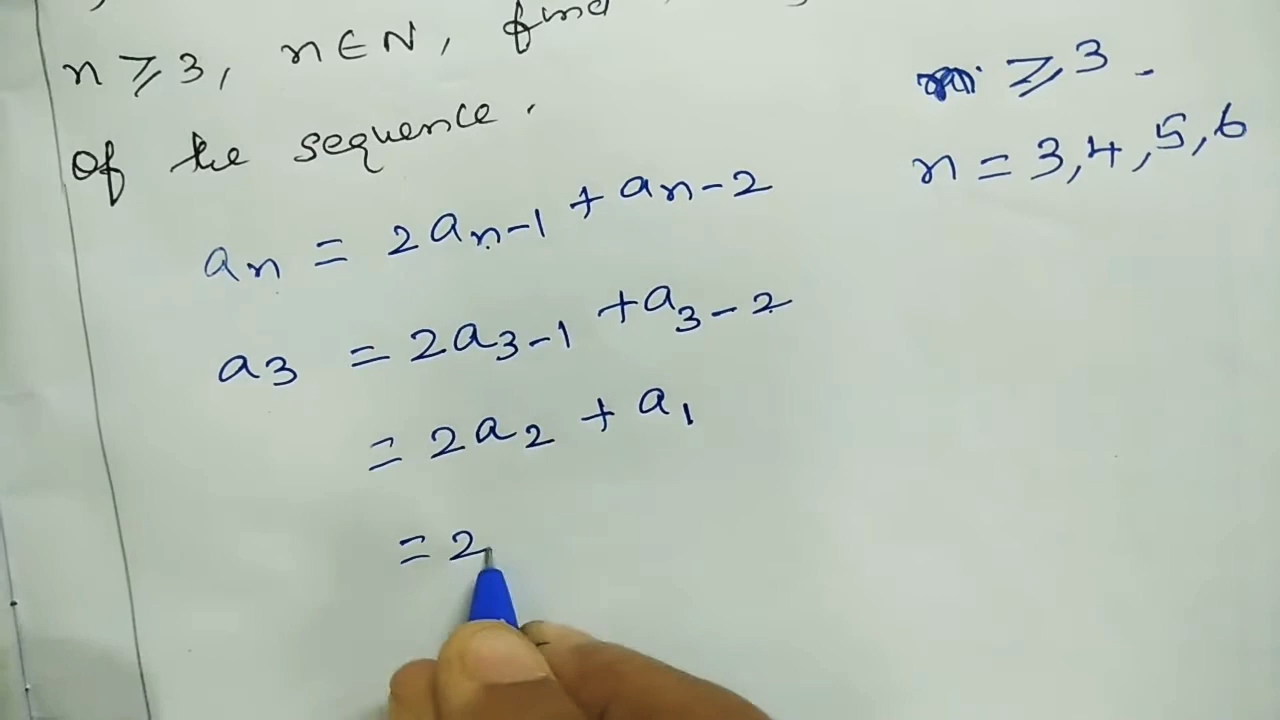 n ≥ 3, n ∈ N, find
of the sequence.
≥ 3.
n = 3, 4, 5, 6
an = 2an-1 + an-2
a3 = 2a3-1 + a3-2
= 2a2 + a1
= 2